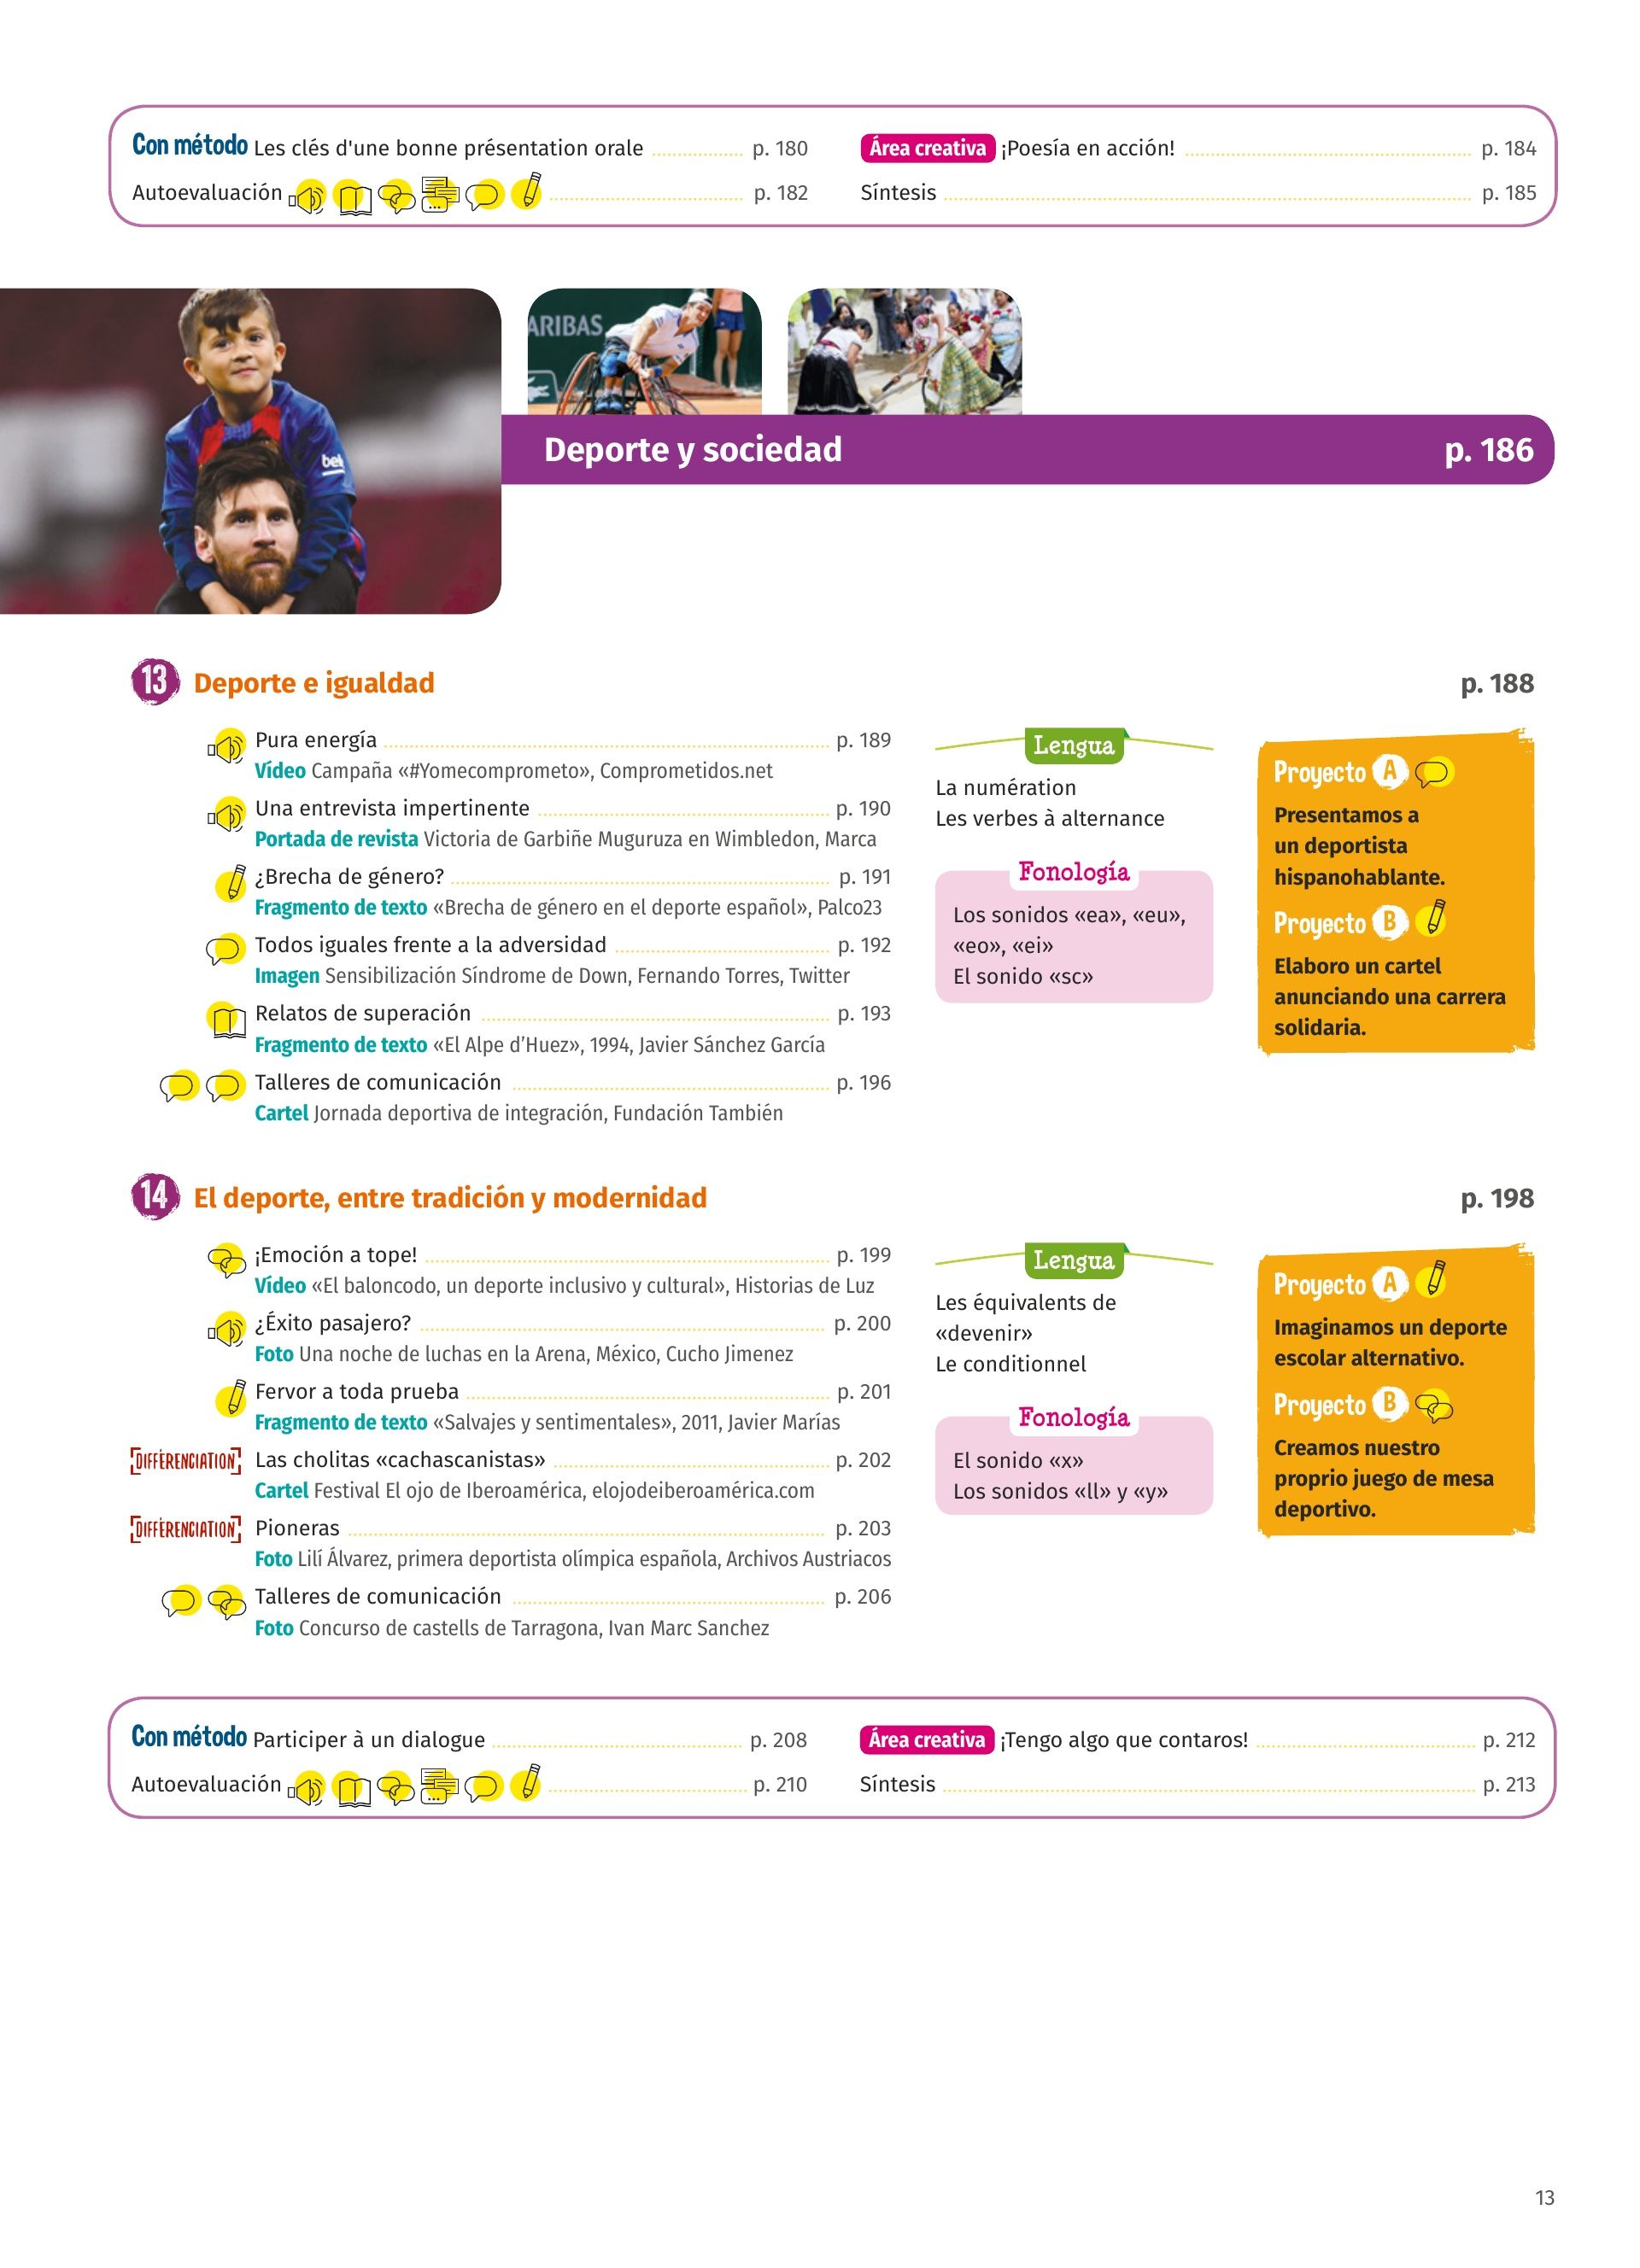 Con método Les clés d'une bonne présentation orale p. 180
Autoevaluación p. 182
Área creativa ¡Poesía en acción! p. 184
Síntesis p. 185
ARIBAS
bek
Deporte y sociedad p. 186
13 Deporte e igualdad p. 188
Pura energía p. 189
Vídeo Campaña «#Yomecomprometo», Comprometidos.net
Una entrevista impertinente p. 190
Portada de revista Victoria de Garbiñe Muguruza en Wimbledon, Marca
¿Brecha de género? p. 191
Fragmento de texto «Brecha de género en el deporte español», Palco23
Todos iguales frente a la adversidad p. 192
Imagen Sensibilización Síndrome de Down, Fernando Torres, Twitter
Relatos de superación p. 193
Fragmento de texto «El Alpe d’Huez», 1994, Javier Sánchez García
Talleres de comunicación p. 196
Cartel Jornada deportiva de integración, Fundación También
Lengua
La numération
Les verbes à alternance
Fonología
Los sonidos «ea», «eu»,
«eo», «ei»
El sonido «sc»
Proyecto A
Presentamos a
un deportista
hispanohablante.
Proyecto B
Elaboro un cartel
anunciando una carrera
solidaria.
14 El deporte, entre tradición y modernidad p. 198
¡Emoción a tope! p. 199
Vídeo «El baloncodo, un deporte inclusivo y cultural», Historias de Luz
¿Éxito pasajero? p. 200
Foto Una noche de luchas en la Arena, México, Cucho Jimenez
Fervor a toda prueba p. 201
Fragmento de texto «Salvajes y sentimentales», 2011, Javier Marías
DIFFÉRENCIATION Las cholitas «cachascanistas» p. 202
Cartel Festival El ojo de Iberoamérica, elojodeiberoamérica.com
DIFFÉRENCIATION Pioneras p. 203
Foto Lilí Álvarez, primera deportista olímpica española, Archivos Austriacos
Talleres de comunicación p. 206
Foto Concurso de castells de Tarragona, Ivan Marc Sanchez
Lengua
Les équivalents de
«devenir»
Le conditionnel
Fonología
El sonido «x»
Los sonidos «ll» y «y»
Proyecto A
Imaginamos un deporte
escolar alternativo.
Proyecto B
Creamos nuestro
proprio juego de mesa
deportivo.
Con método Participer à un dialogue p. 208
Autoevaluación p. 210
Área creativa ¡Tengo algo que contaros! p. 212
Síntesis p. 213
13